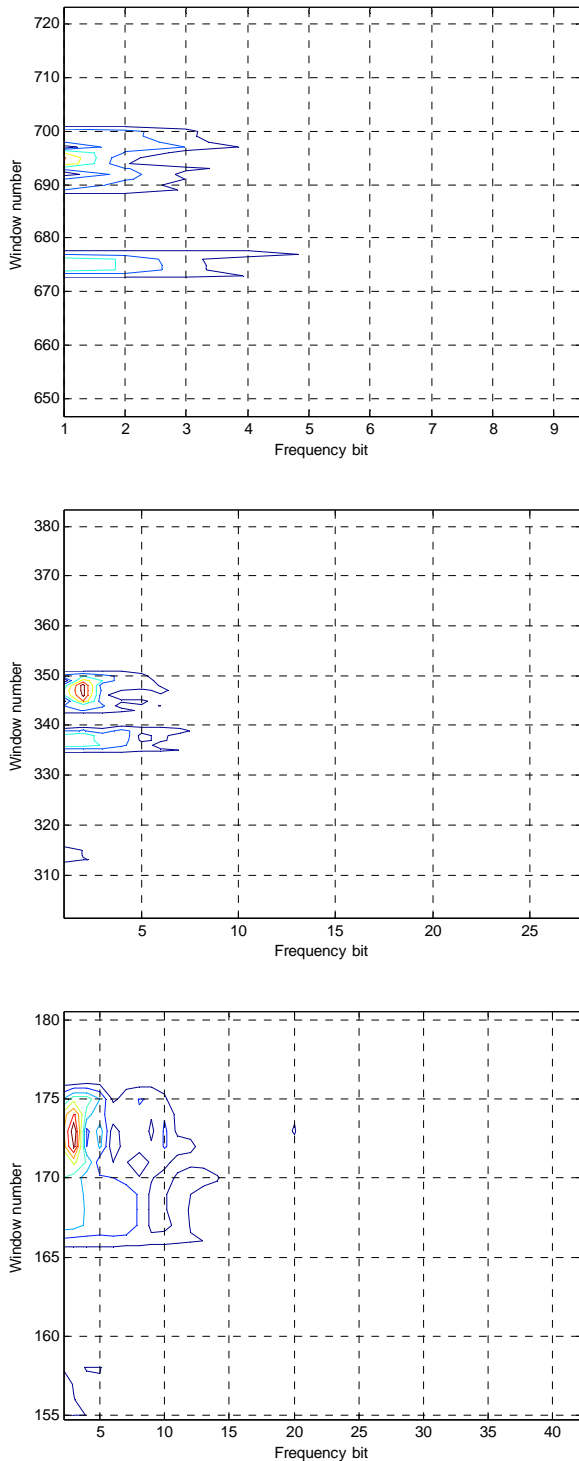 720
710
700
690
680
670
660
650
Window number
1 2 3 4 5 6 7 8 9
Frequency bit
380
370
360
350
340
330
320
310
Window number
5 10 15 20 25
Frequency bit
180
175
170
165
160
155
Window number
5 10 15 20 25 30 35 40
Frequency bit